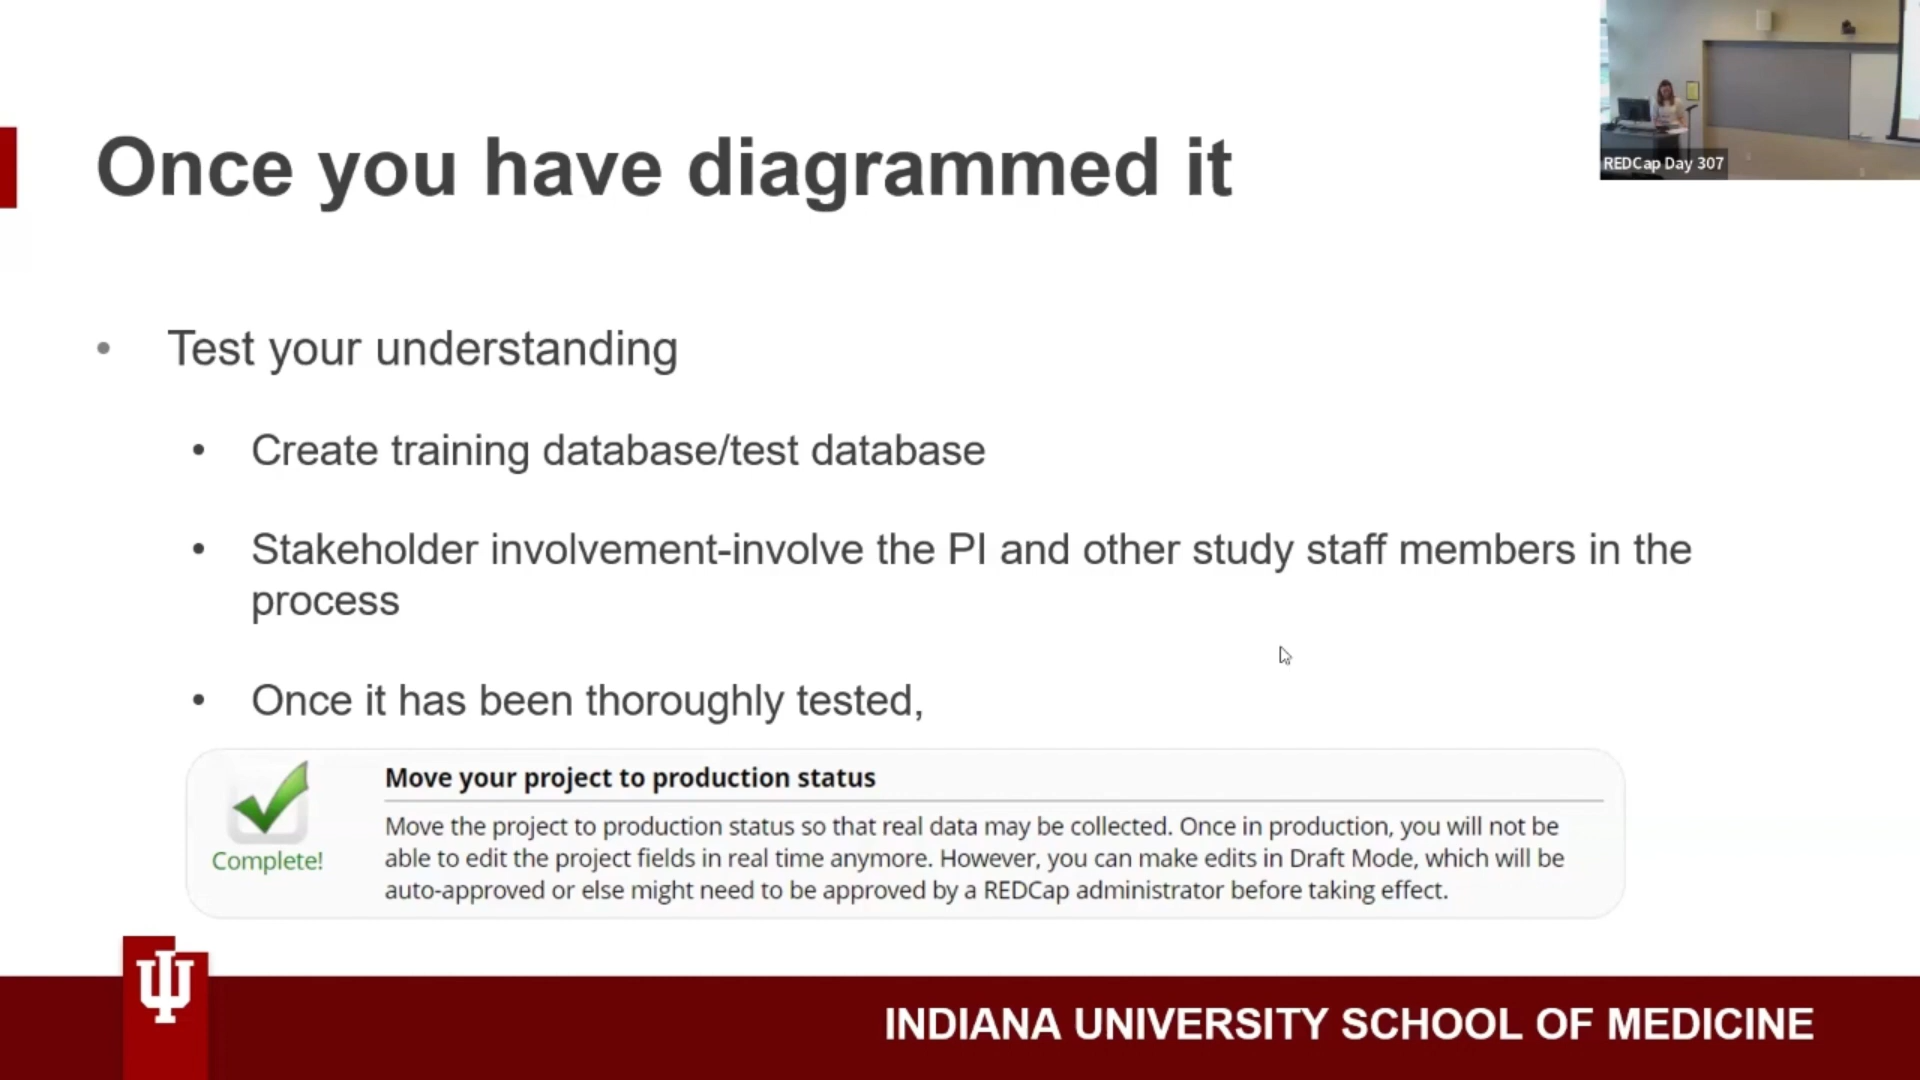 REDCap Day 307
Once you have diagrammed it
• Test your understanding
• Create training database/test database
• Stakeholder involvement-involve the PI and other study staff members in the
process
• Once it has been thoroughly tested,
Complete!
Move your project to production status
Move the project to production status so that real data may be collected. Once in production, you will not be
able to edit the project fields in real time anymore. However, you can make edits in Draft Mode, which will be
auto-approved or else might need to be approved by a REDCap administrator before taking effect.
INDIANA UNIVERSITY SCHOOL OF MEDICINE